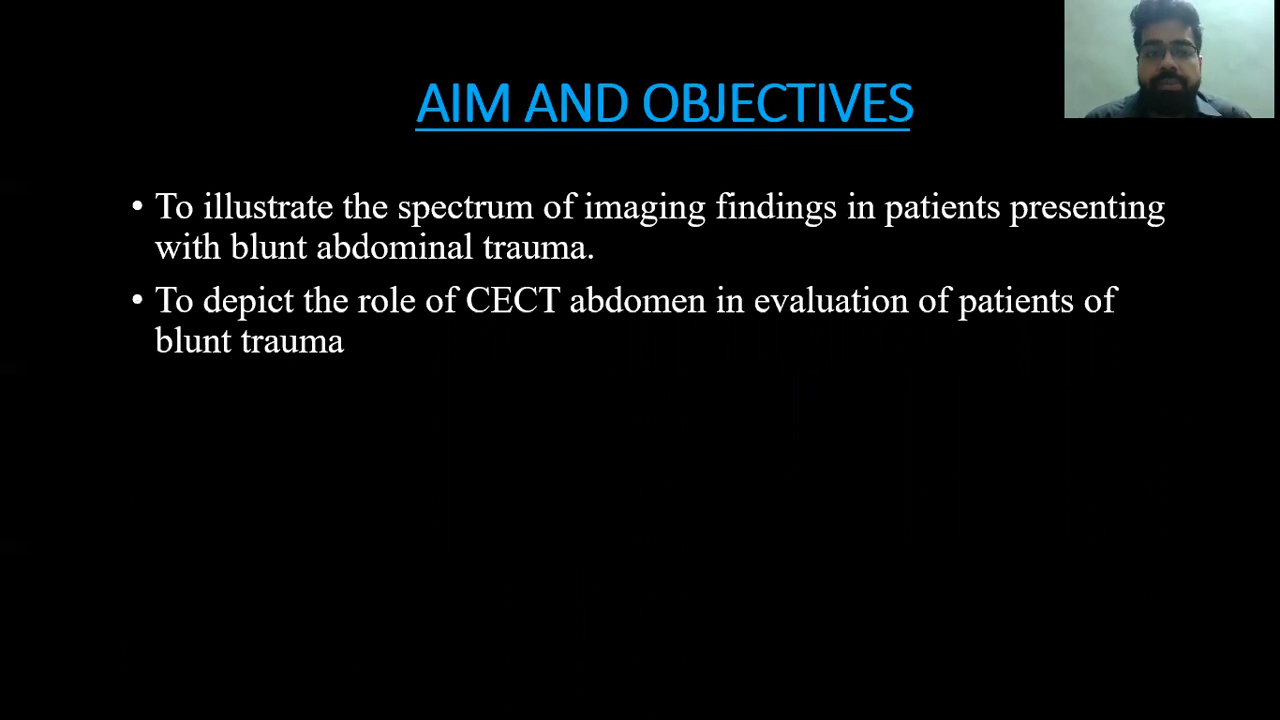 AIM AND OBJECTIVES
• To illustrate the spectrum of imaging findings in patients presenting
with blunt abdominal trauma.
• To depict the role of CECT abdomen in evaluation of patients of
blunt trauma